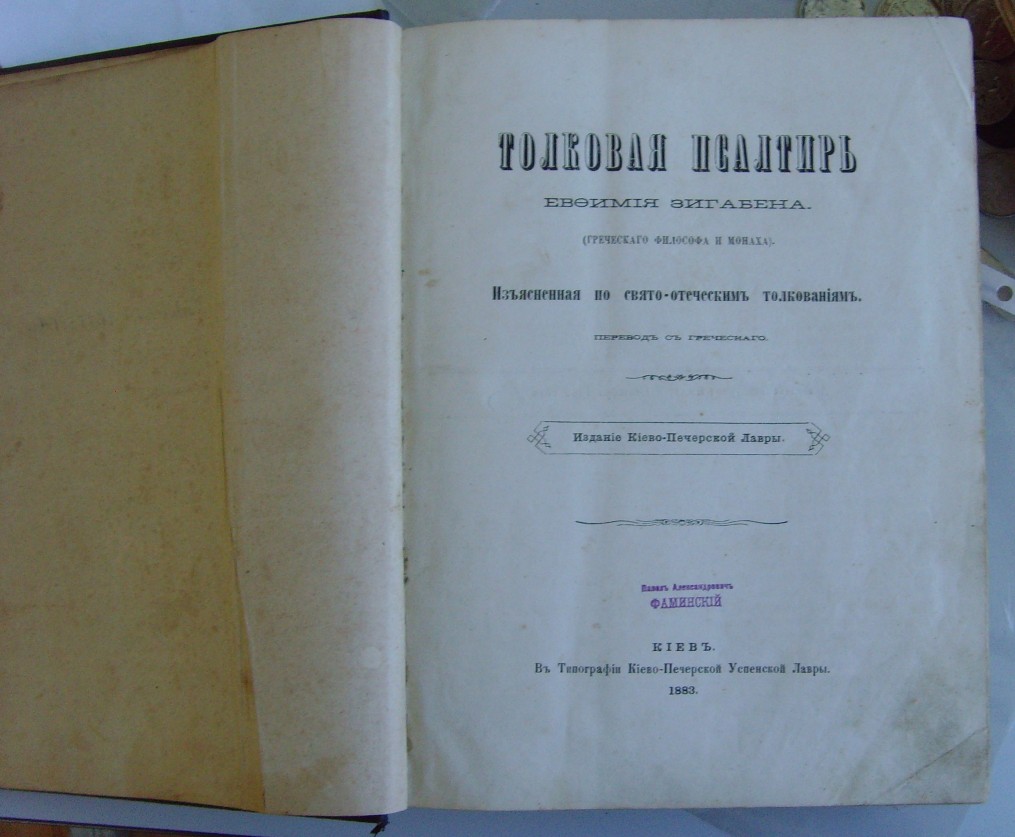 ТОЛКОВАЯ ПСАЛТИРЬ
ЕВѲИМІЯ ЗИГАБЕНА.
(ГРЕЧЕСКАГО ФИЛОСОФА И МОНАХА).
Изъясненная по свято-отеческимъ толкованіямъ.
ПЕРЕВОДЪ СЪ ГРЕЧЕСКАГО.
Изданіе Кіево-Печерской Лавры.
Павелъ Александровичъ
ФАМИНСКІЙ
КІЕВЪ.
Въ Типографіи Кіево-Печерской Успенской Лавры.
1883.